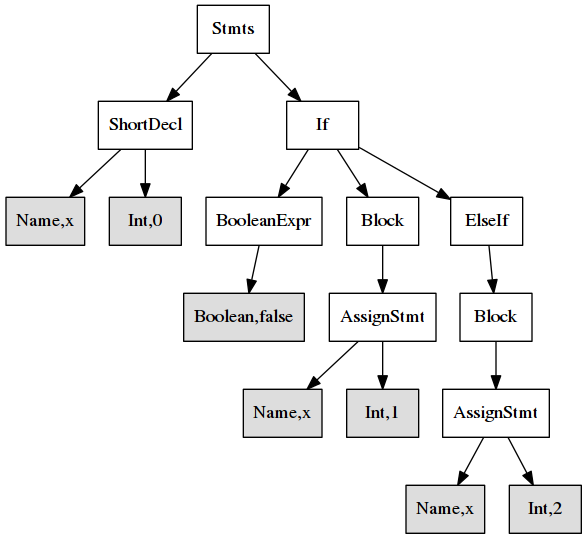 Stmts
ShortDecl
If
Name,x
Int,0
BooleanExpr
Block
ElseIf
Boolean,false
AssignStmt
Block
Name,x
Int,1
AssignStmt
Name,x
Int,2